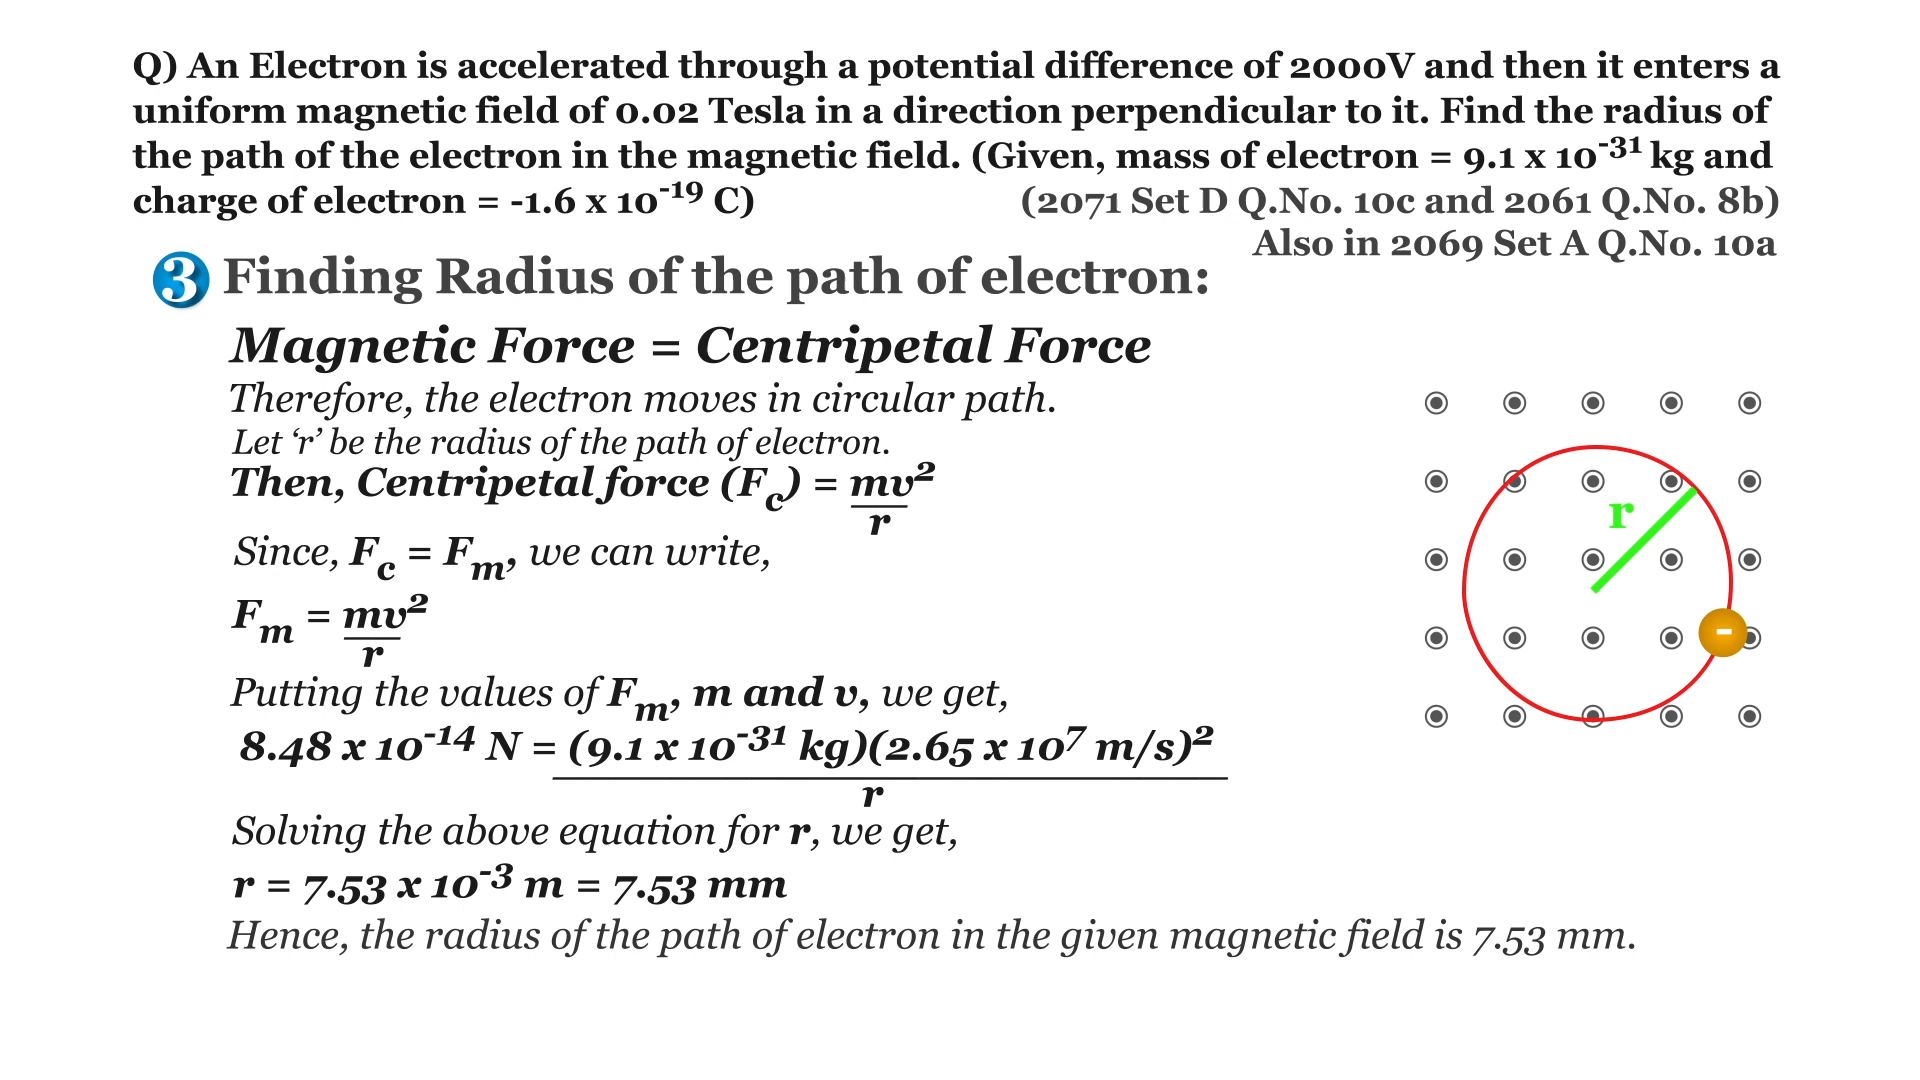 Q) An Electron is accelerated through a potential difference of 2000V and then it enters a
uniform magnetic field of 0.02 Tesla in a direction perpendicular to it. Find the radius of
the path of the electron in the magnetic field. (Given, mass of electron = 9.1 x 10⁻³¹ kg and
charge of electron = -1.6 x 10⁻¹⁹ C) (2071 Set D Q.No. 10c and 2061 Q.No. 8b)
Also in 2069 Set A Q.No. 10a
3 Finding Radius of the path of electron:
Magnetic Force = Centripetal Force
Therefore, the electron moves in circular path.
Let ‘r’ be the radius of the path of electron.
Then, Centripetal force (F_c) = mv²
r
Since, F_c = F_m, we can write,
F_m = mv²
r
Putting the values of F_m, m and v, we get,
8.48 x 10⁻¹⁴ N = (9.1 x 10⁻³¹ kg)(2.65 x 10⁷ m/s)²
r
Solving the above equation for r, we get,
r = 7.53 x 10⁻³ m = 7.53 mm
Hence, the radius of the path of electron in the given magnetic field is 7.53 mm.
r
-